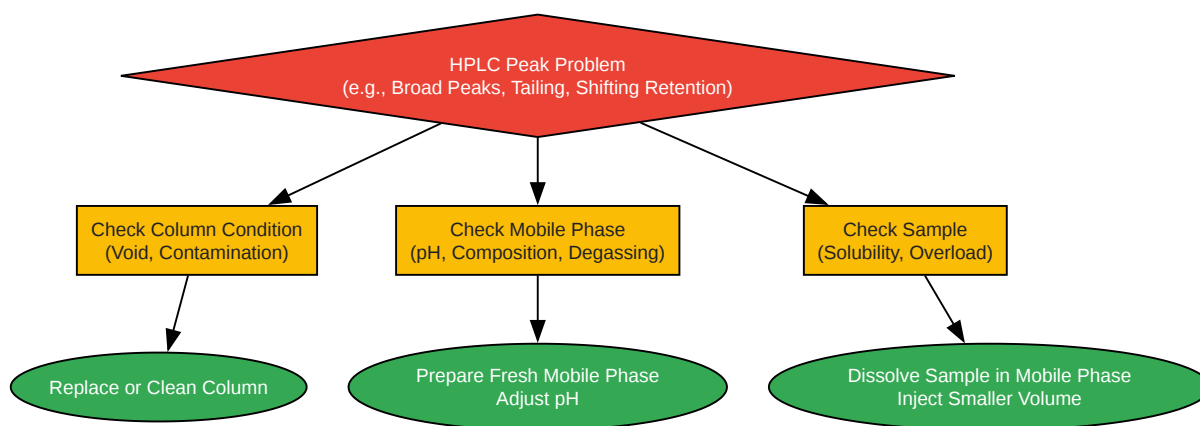 HPLC Peak Problem
(e.g., Broad Peaks, Tailing, Shifting Retention)
Check Column Condition
(Void, Contamination)
Check Mobile Phase
(pH, Composition, Degassing)
Check Sample
(Solubility, Overload)
Replace or Clean Column
Prepare Fresh Mobile Phase
Adjust pH
Dissolve Sample in Mobile Phase
Inject Smaller Volume